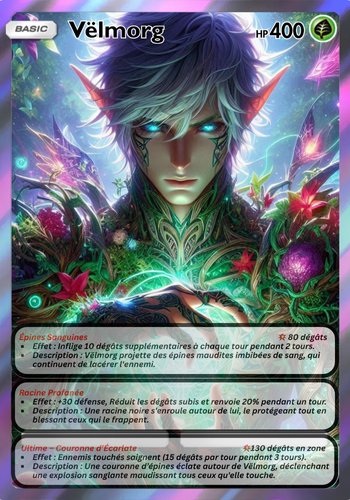 BASIC Vëlmorg HP 400
Épines Sanguines 80 dégâts
• Effet : Inflige 10 dégâts supplémentaires à chaque tour pendant 2 tours.
• Description : Vëlmorg projette des épines maudites imbibées de sang, qui
continuent de lacérer l'ennemi.
Racine Profanée
• Effet : +30 défense, Réduit les dégâts subis et renvoie 20% pendant un tour.
• Description : Une racine noire s'enroule autour de lui, le protégeant tout en
blessant ceux qui le frappent.
Ultime – Couronne d'Écarlate 130 dégâts en zone
• Effet : Ennemis touchés saignent (15 dégâts par tour pendant 3 tours).
• Description : Une couronne d'épines éclate autour de Vëlmorg, déclenchant
une explosion sanglante maudissant tous ceux qu'elle touche.